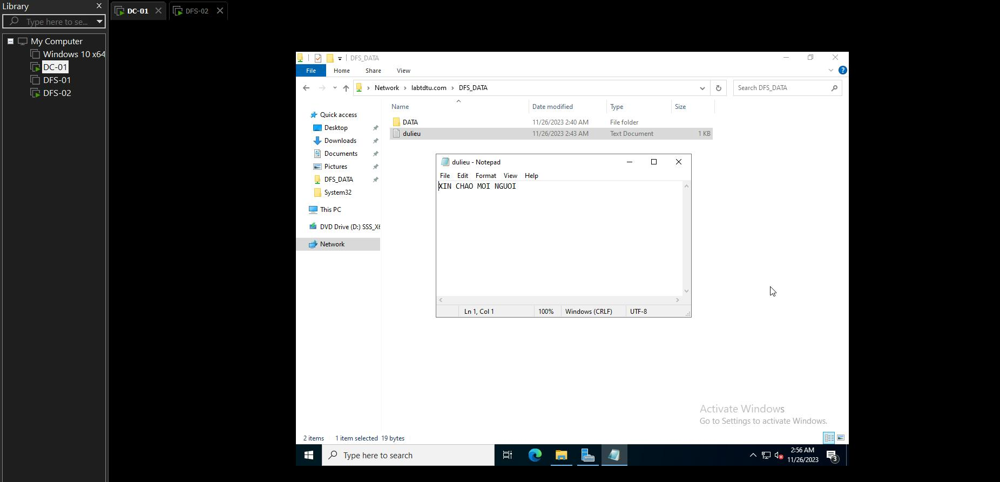 Library
Type here to se...
My Computer
Windows 10 x64
DC-01
DFS-01
DFS-02
DC-01
DFS-02
DFS_DATA
File
Home
Share
View
Network
labtdtu.com
DFS_DATA
Search DFS_DATA
Quick access
Desktop
Downloads
Documents
Pictures
DFS_DATA
System32
This PC
DVD Drive (D:) SSS_X6
Network
Name
Date modified
Type
Size
DATA
11/26/2023 2:40 AM
File folder
dulieu
11/26/2023 2:43 AM
Text Document
1 KB
dulieu - Notepad
File
Edit
Format
View
Help
XIN CHAO MOI NGUOI
Ln 1, Col 1
100%
Windows (CRLF)
UTF-8
Activate Windows
Go to Settings to activate Windows.
2 items
1 item selected 19 bytes
Type here to search
2:56 AM
11/26/2023
3